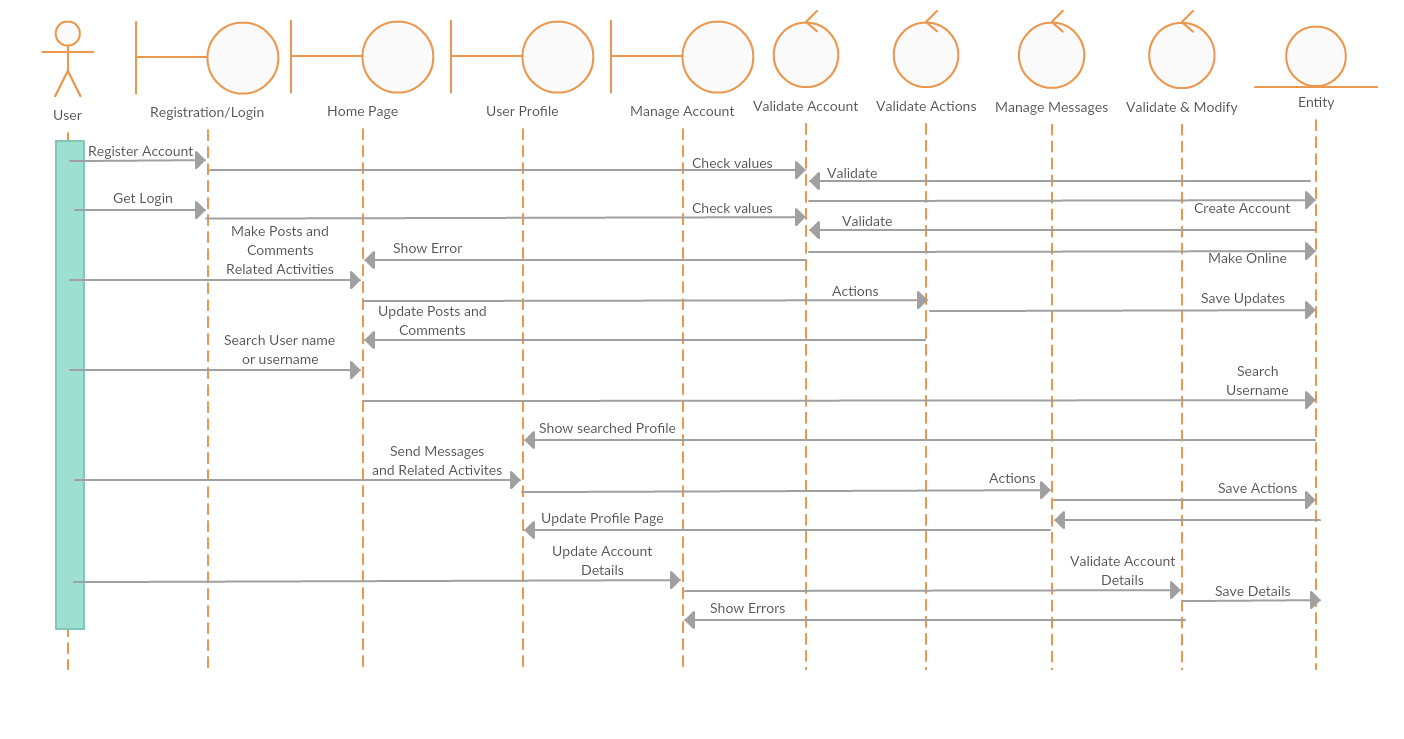 User
Registration/Login
Home Page
User Profile
Manage Account
Validate Account
Validate Actions
Manage Messages
Validate & Modify
Entity
Register Account
Check values
Validate
Get Login
Create Account
Check values
Validate
Make Posts and
Comments
Related Activities
Show Error
Make Online
Actions
Save Updates
Update Posts and
Comments
Search User name
or username
Search
Username
Show searched Profile
Send Messages
and Related Activites
Actions
Save Actions
Update Profile Page
Update Account
Details
Validate Account
Details
Save Details
Show Errors